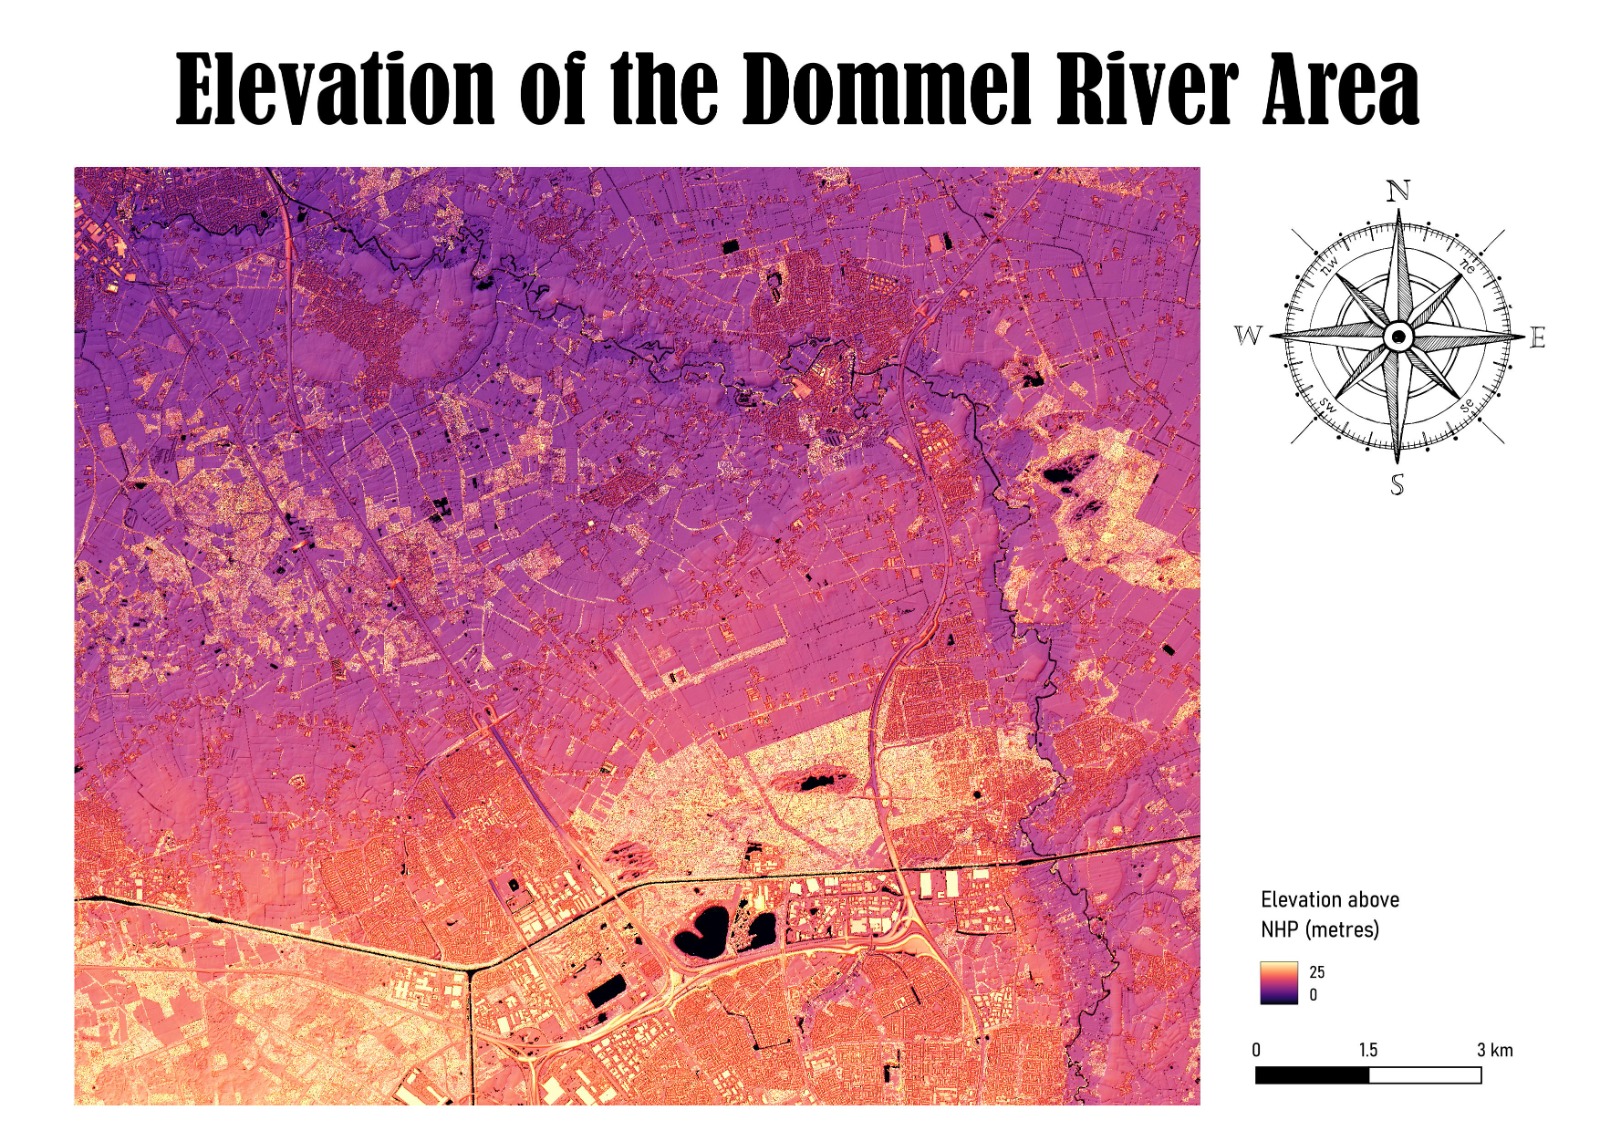 Elevation of the Dommel River Area
N
nw
ne
W
E
sw
se
S
Elevation above
NHP (metres)
25
0
0 1.5 3 km